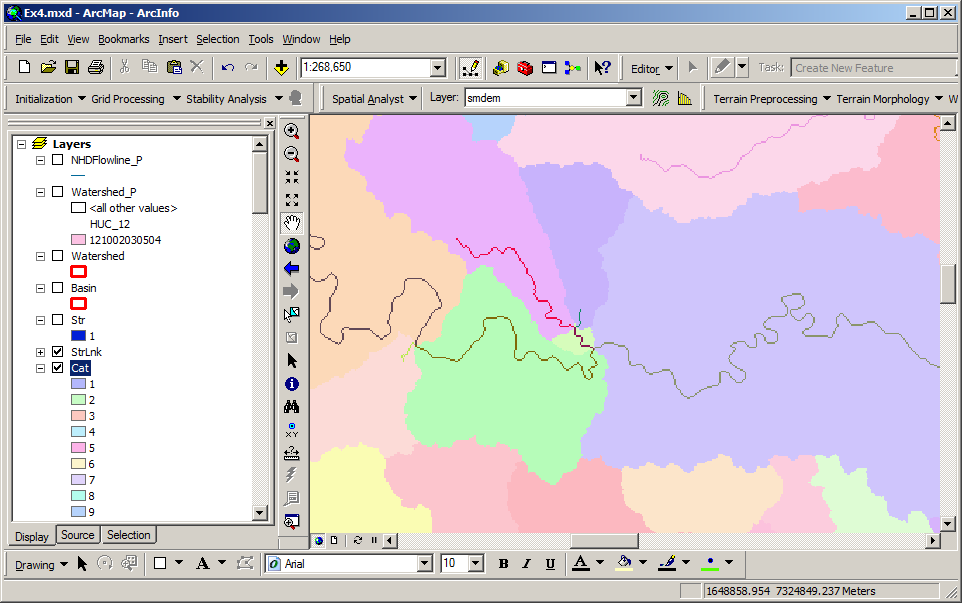 Ex4.mxd - ArcMap - ArcInfo
File Edit View Bookmarks Insert Selection Tools Window Help
1:268,650 Editor Task: Create New Feature
Initialization Grid Processing Stability Analysis Spatial Analyst Layer: smdem Terrain Preprocessing Terrain Morphology W
Layers
NHDFlowline_P
Watershed_P
<all other values>
HUC_12
121002030504
Watershed
Basin
Str
1
StrLnk
Cat
1
2
3
4
5
6
7
8
9
XY
Display Source Selection
Drawing A Arial 10 B I U A
1648858.954 7324849.237 Meters